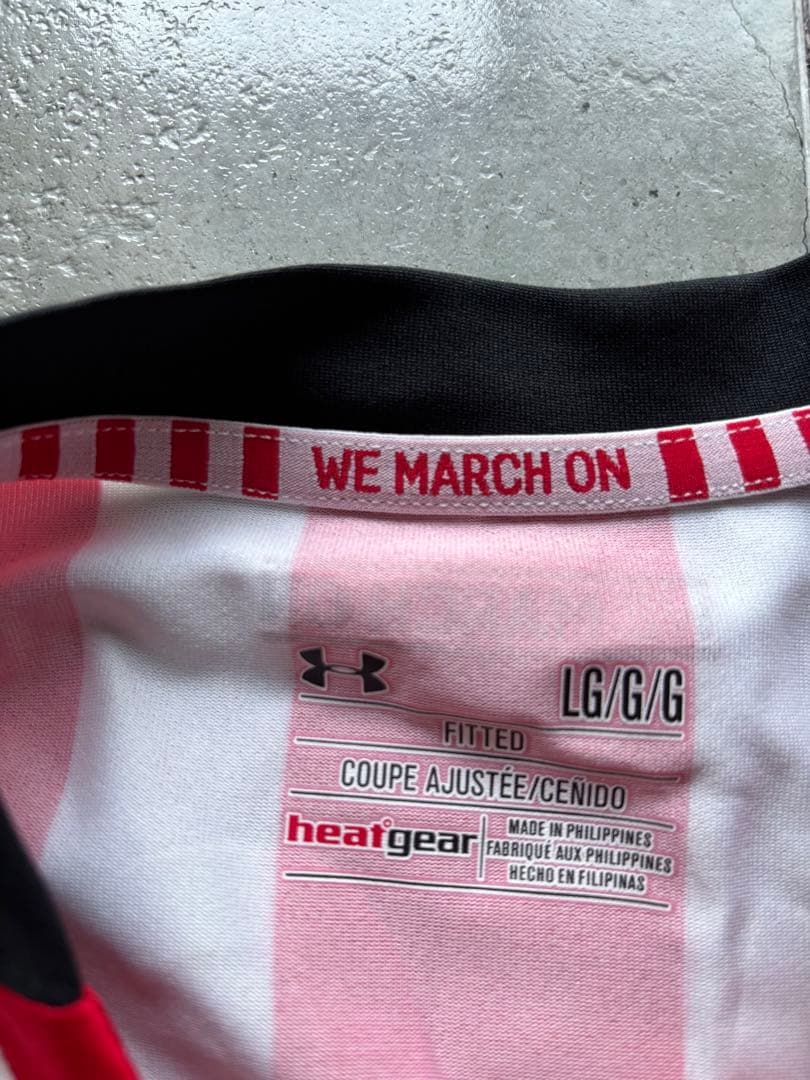 WE MARCH ON
LG/G/G
FITTED
COUPE AJUSTÉE/CEÑIDO
heatgear
MADE IN PHILIPPINES
FABRIQUÉ AUX PHILIPPINES
HECHO EN FILIPINAS